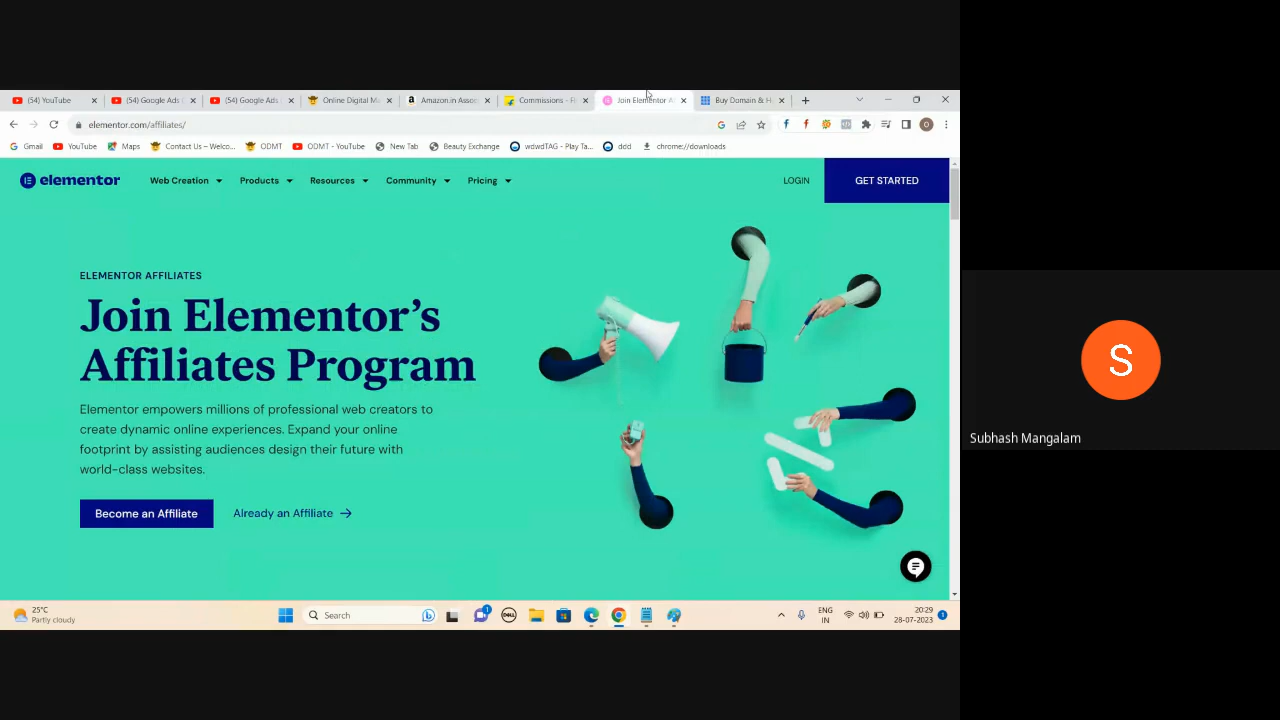 (54) YouTube
(54) Google Ads
(54) Google Ads
Online Digital M
Amazon.in Assoc
Commissions - Fl
Join Elementor A
Buy Domain & H
elementor.com/affiliates/
Gmail
YouTube
Maps
Contact Us – Welco...
ODMT
ODMT - YouTube
New Tab
Beauty Exchange
wdwdTAG - Play Ta...
ddd
chrome://downloads
elementor
Web Creation
Products
Resources
Community
Pricing
LOGIN
GET STARTED
ELEMENTOR AFFILIATES
Join Elementor’s
Affiliates Program
Elementor empowers millions of professional web creators to
create dynamic online experiences. Expand your online
footprint by assisting audiences design their future with
world-class websites.
Become an Affiliate
Already an Affiliate
S
Subhash Mangalam
25°C
Partly cloudy
Search
DELL
ENG
IN
20:29
28-07-2023